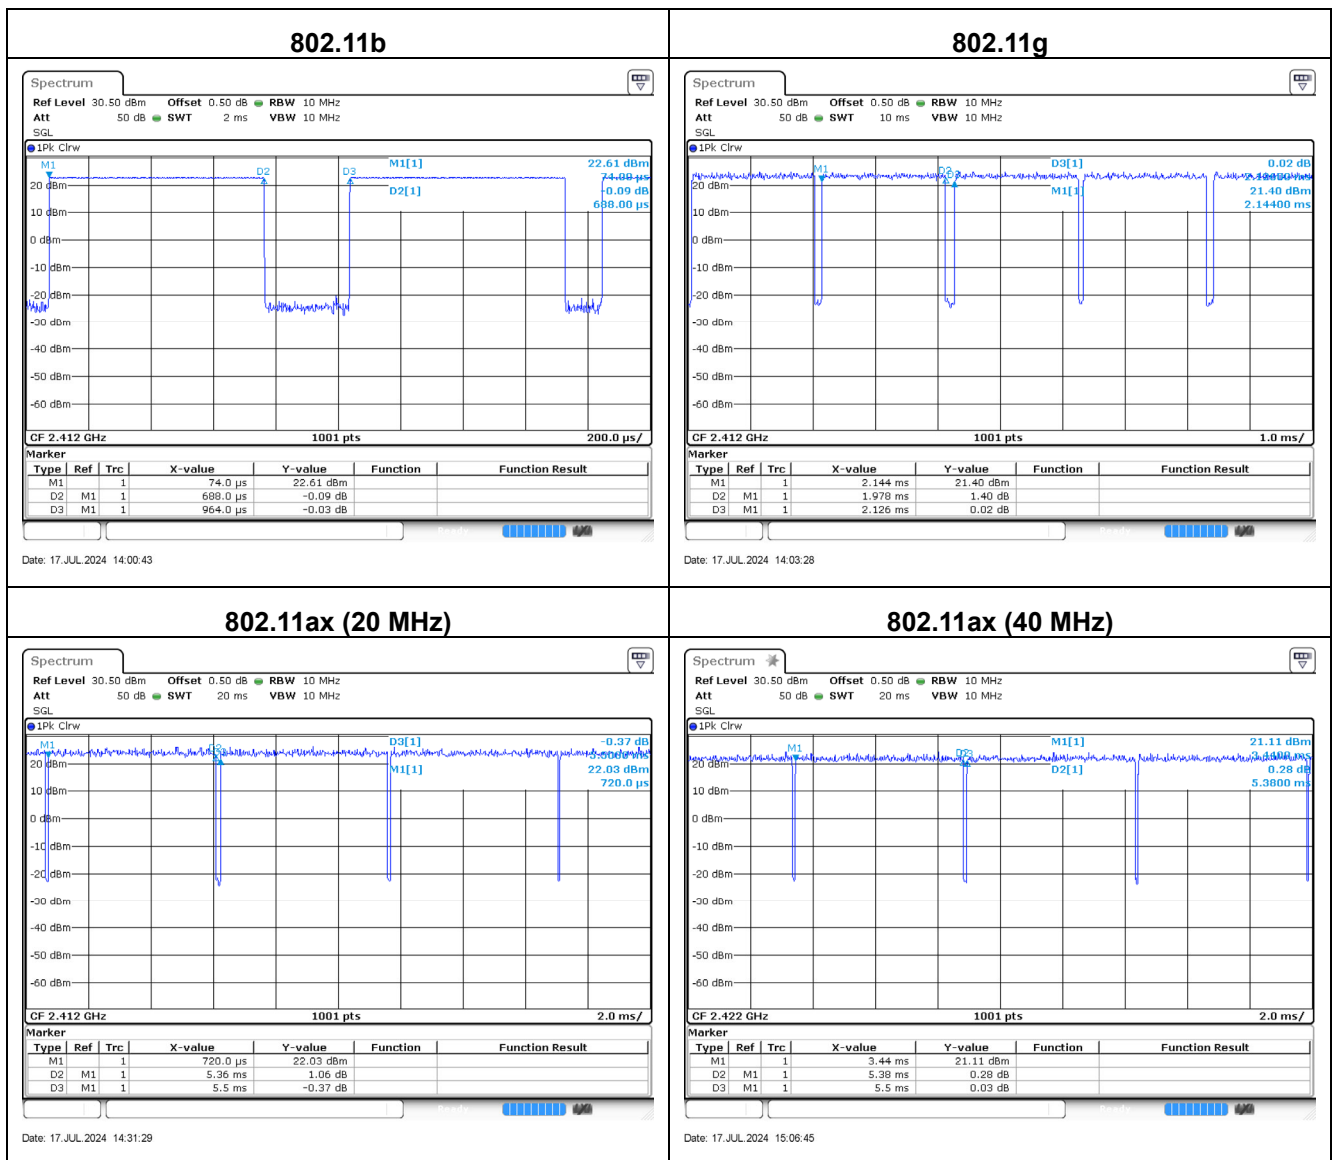 802.11b
Spectrum
Ref Level 30.50 dBm Offset 0.50 dB RBW 10 MHz
Att 50 dB SWT 2 ms VBW 10 MHz
SGL
1Pk Clrw
M1[1] 22.61 dBm
74.00 µs
D2[1] -0.09 dB
688.00 µs
M1
D2
D3
20 dBm
10 dBm
0 dBm
-10 dBm
-20 dBm
-30 dBm
-40 dBm
-50 dBm
-60 dBm
CF 2.412 GHz 1001 pts 200.0 µs/
Marker
Type Ref Trc X-value Y-value Function Function Result
M1 1 74.0 µs 22.61 dBm
D2 M1 1 688.0 µs -0.09 dB
D3 M1 1 964.0 µs -0.03 dB
Date: 17.JUL.2024 14:00:43
802.11g
Spectrum
Ref Level 30.50 dBm Offset 0.50 dB RBW 10 MHz
Att 50 dB SWT 10 ms VBW 10 MHz
SGL
1Pk Clrw
D3[1] 0.02 dB
M1[1] 21.40 dBm
2.14400 ms
M1
D2
20 dBm
10 dBm
0 dBm
-10 dBm
-20 dBm
-30 dBm
-40 dBm
-50 dBm
-60 dBm
CF 2.412 GHz 1001 pts 1.0 ms/
Marker
Type Ref Trc X-value Y-value Function Function Result
M1 1 2.144 ms 21.40 dBm
D2 M1 1 1.978 ms 1.40 dB
D3 M1 1 2.126 ms 0.02 dB
Date: 17.JUL.2024 14:03:28
802.11ax (20 MHz)
Spectrum
Ref Level 30.50 dBm Offset 0.50 dB RBW 10 MHz
Att 50 dB SWT 20 ms VBW 10 MHz
SGL
1Pk Clrw
D3[1] -0.37 dB
M1[1] 22.03 dBm
720.0 µs
M1
D2
20 dBm
10 dBm
0 dBm
-10 dBm
-20 dBm
-30 dBm
-40 dBm
-50 dBm
-60 dBm
CF 2.412 GHz 1001 pts 2.0 ms/
Marker
Type Ref Trc X-value Y-value Function Function Result
M1 1 720.0 µs 22.03 dBm
D2 M1 1 5.36 ms 1.06 dB
D3 M1 1 5.5 ms -0.37 dB
Date: 17.JUL.2024 14:31:29
802.11ax (40 MHz)
Spectrum
Ref Level 30.50 dBm Offset 0.50 dB RBW 10 MHz
Att 50 dB SWT 20 ms VBW 10 MHz
SGL
1Pk Clrw
M1[1] 21.11 dBm
3.4400 ms
D2[1] 0.28 dB
5.3800 ms
M1
D2
D3
20 dBm
10 dBm
0 dBm
-10 dBm
-20 dBm
-30 dBm
-40 dBm
-50 dBm
-60 dBm
CF 2.422 GHz 1001 pts 2.0 ms/
Marker
Type Ref Trc X-value Y-value Function Function Result
M1 1 3.44 ms 21.11 dBm
D2 M1 1 5.38 ms 0.28 dB
D3 M1 1 5.5 ms 0.03 dB
Date: 17.JUL.2024 15:06:45